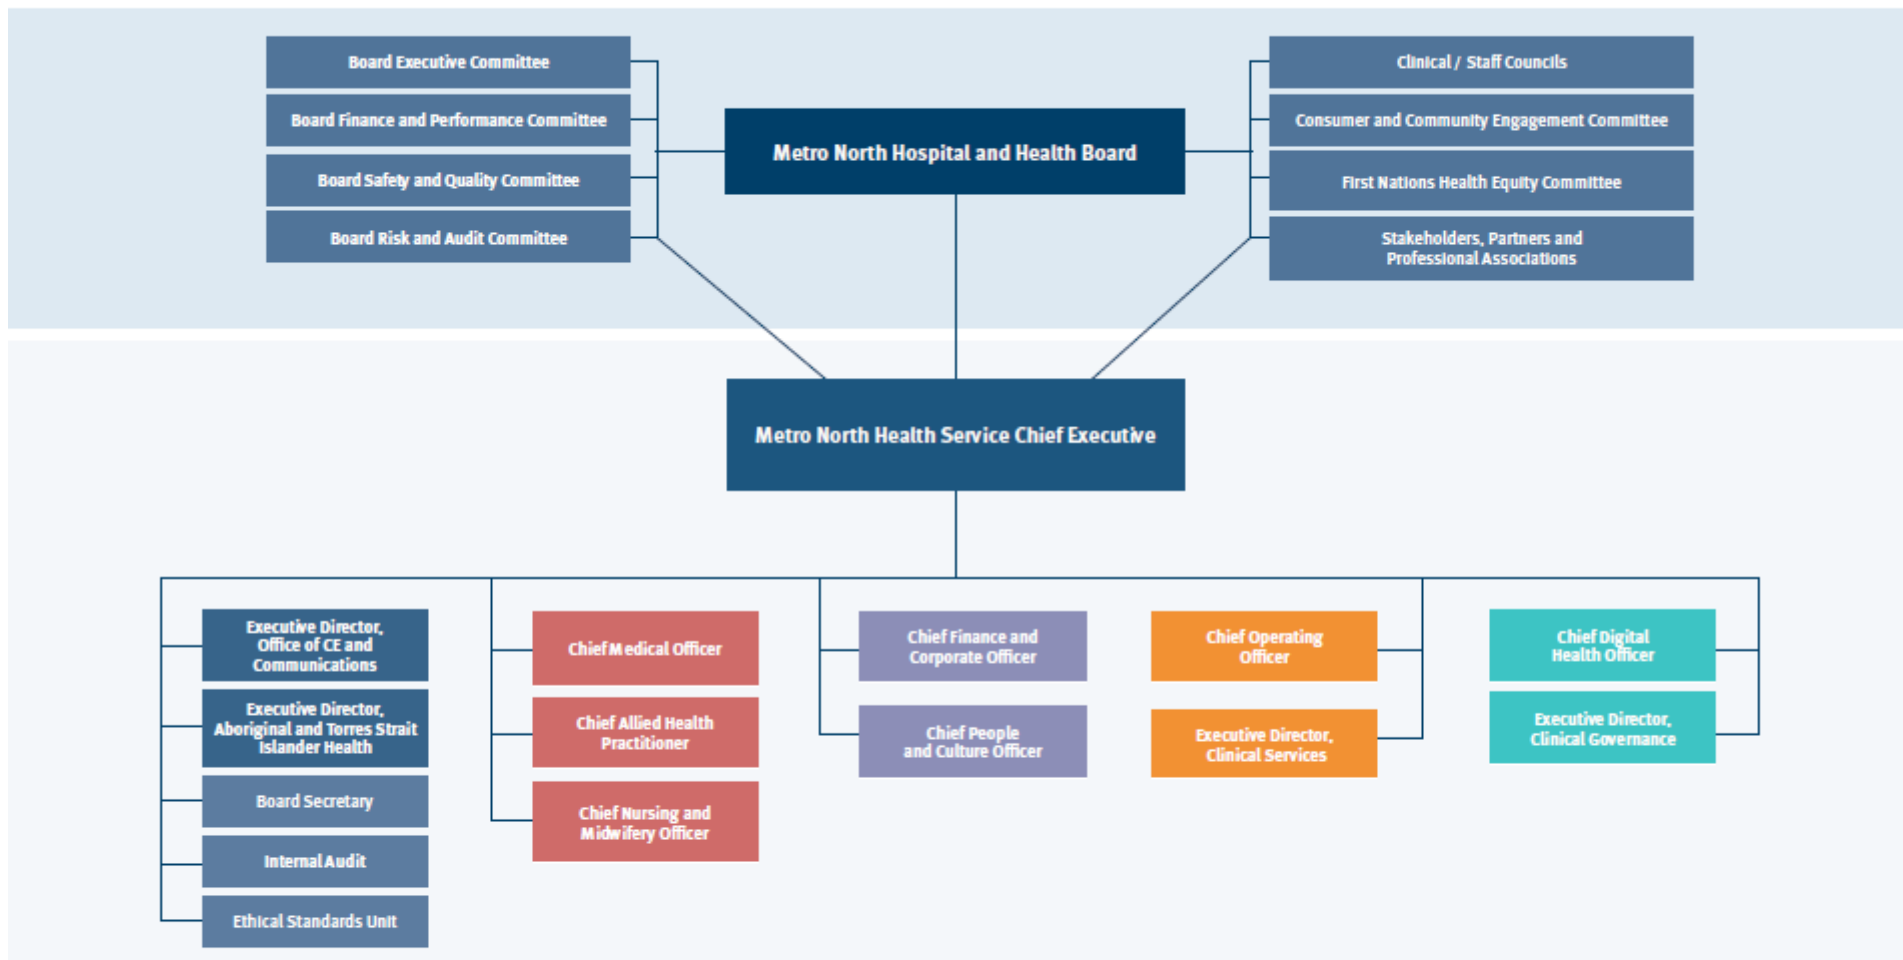 Board Executive Committee
Board Finance and Performance Committee
Board Safety and Quality Committee
Board Risk and Audit Committee
Metro North Hospital and Health Board
Clinical / Staff Councils
Consumer and Community Engagement Committee
First Nations Health Equity Committee
Stakeholders, Partners and
Professional Associations
Metro North Health Service Chief Executive
Executive Director,
Office of CE and
Communications
Executive Director,
Aboriginal and Torres Strait
Islander Health
Board Secretary
Internal Audit
Ethical Standards Unit
Chief Medical Officer
Chief Allied Health
Practitioner
Chief Nursing and
Midwifery Officer
Chief Finance and
Corporate Officer
Chief People
and Culture Officer
Chief Operating
Officer
Executive Director,
Clinical Services
Chief Digital
Health Officer
Executive Director,
Clinical Governance